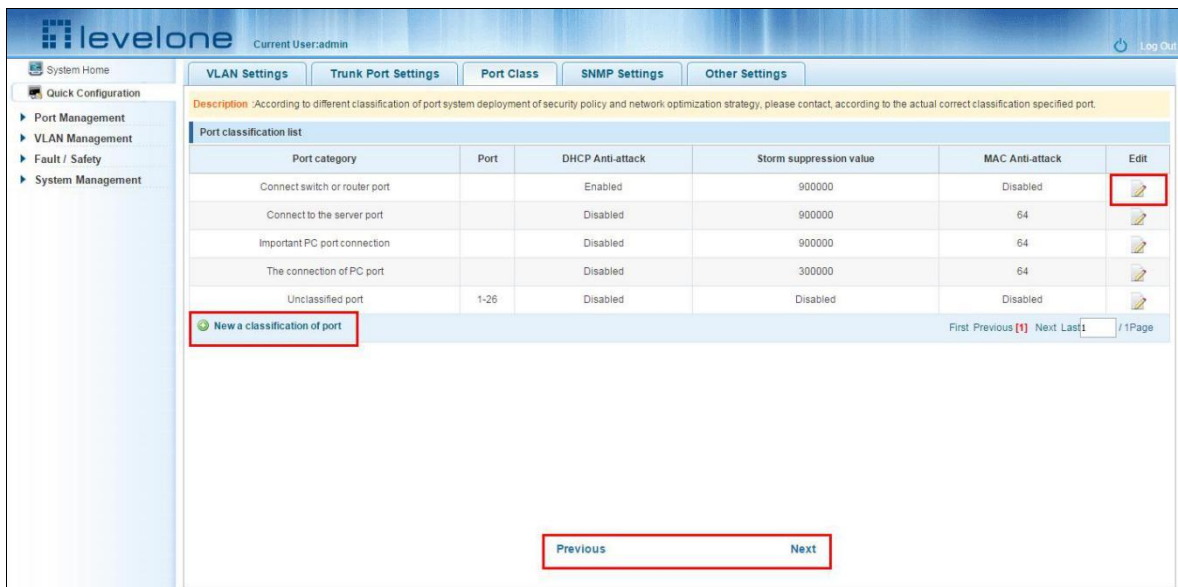 levelone Current User:admin Log Out
System Home
Quick Configuration
Port Management
VLAN Management
Fault / Safety
System Management
VLAN Settings Trunk Port Settings Port Class SNMP Settings Other Settings
Description :According to different classification of port system deployment of security policy and network optimization strategy, please contact, according to the actual correct classification specified port.
Port classification list
Port category Port DHCP Anti-attack Storm suppression value MAC Anti-attack Edit
Connect switch or router port Enabled 900000 Disabled
Connect to the server port Disabled 900000 64
Important PC port connection Disabled 900000 64
The connection of PC port Disabled 300000 64
Unclassified port 1-26 Disabled Disabled Disabled
New a classification of port First Previous [1] Next Last 1 / 1Page
Previous Next